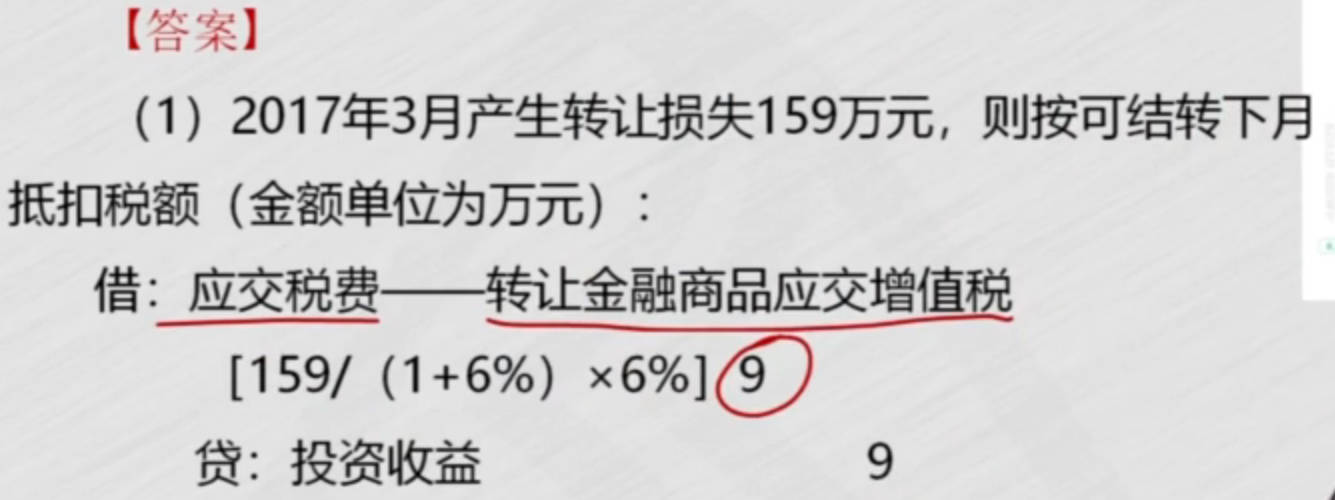 【答案】
（1）2017年3月产生转让损失159万元，则按可结转下月
抵扣税额（金额单位为万元）：
借：应交税费——转让金融商品应交增值税
[159/（1+6%）×6%] 9
贷：投资收益 9